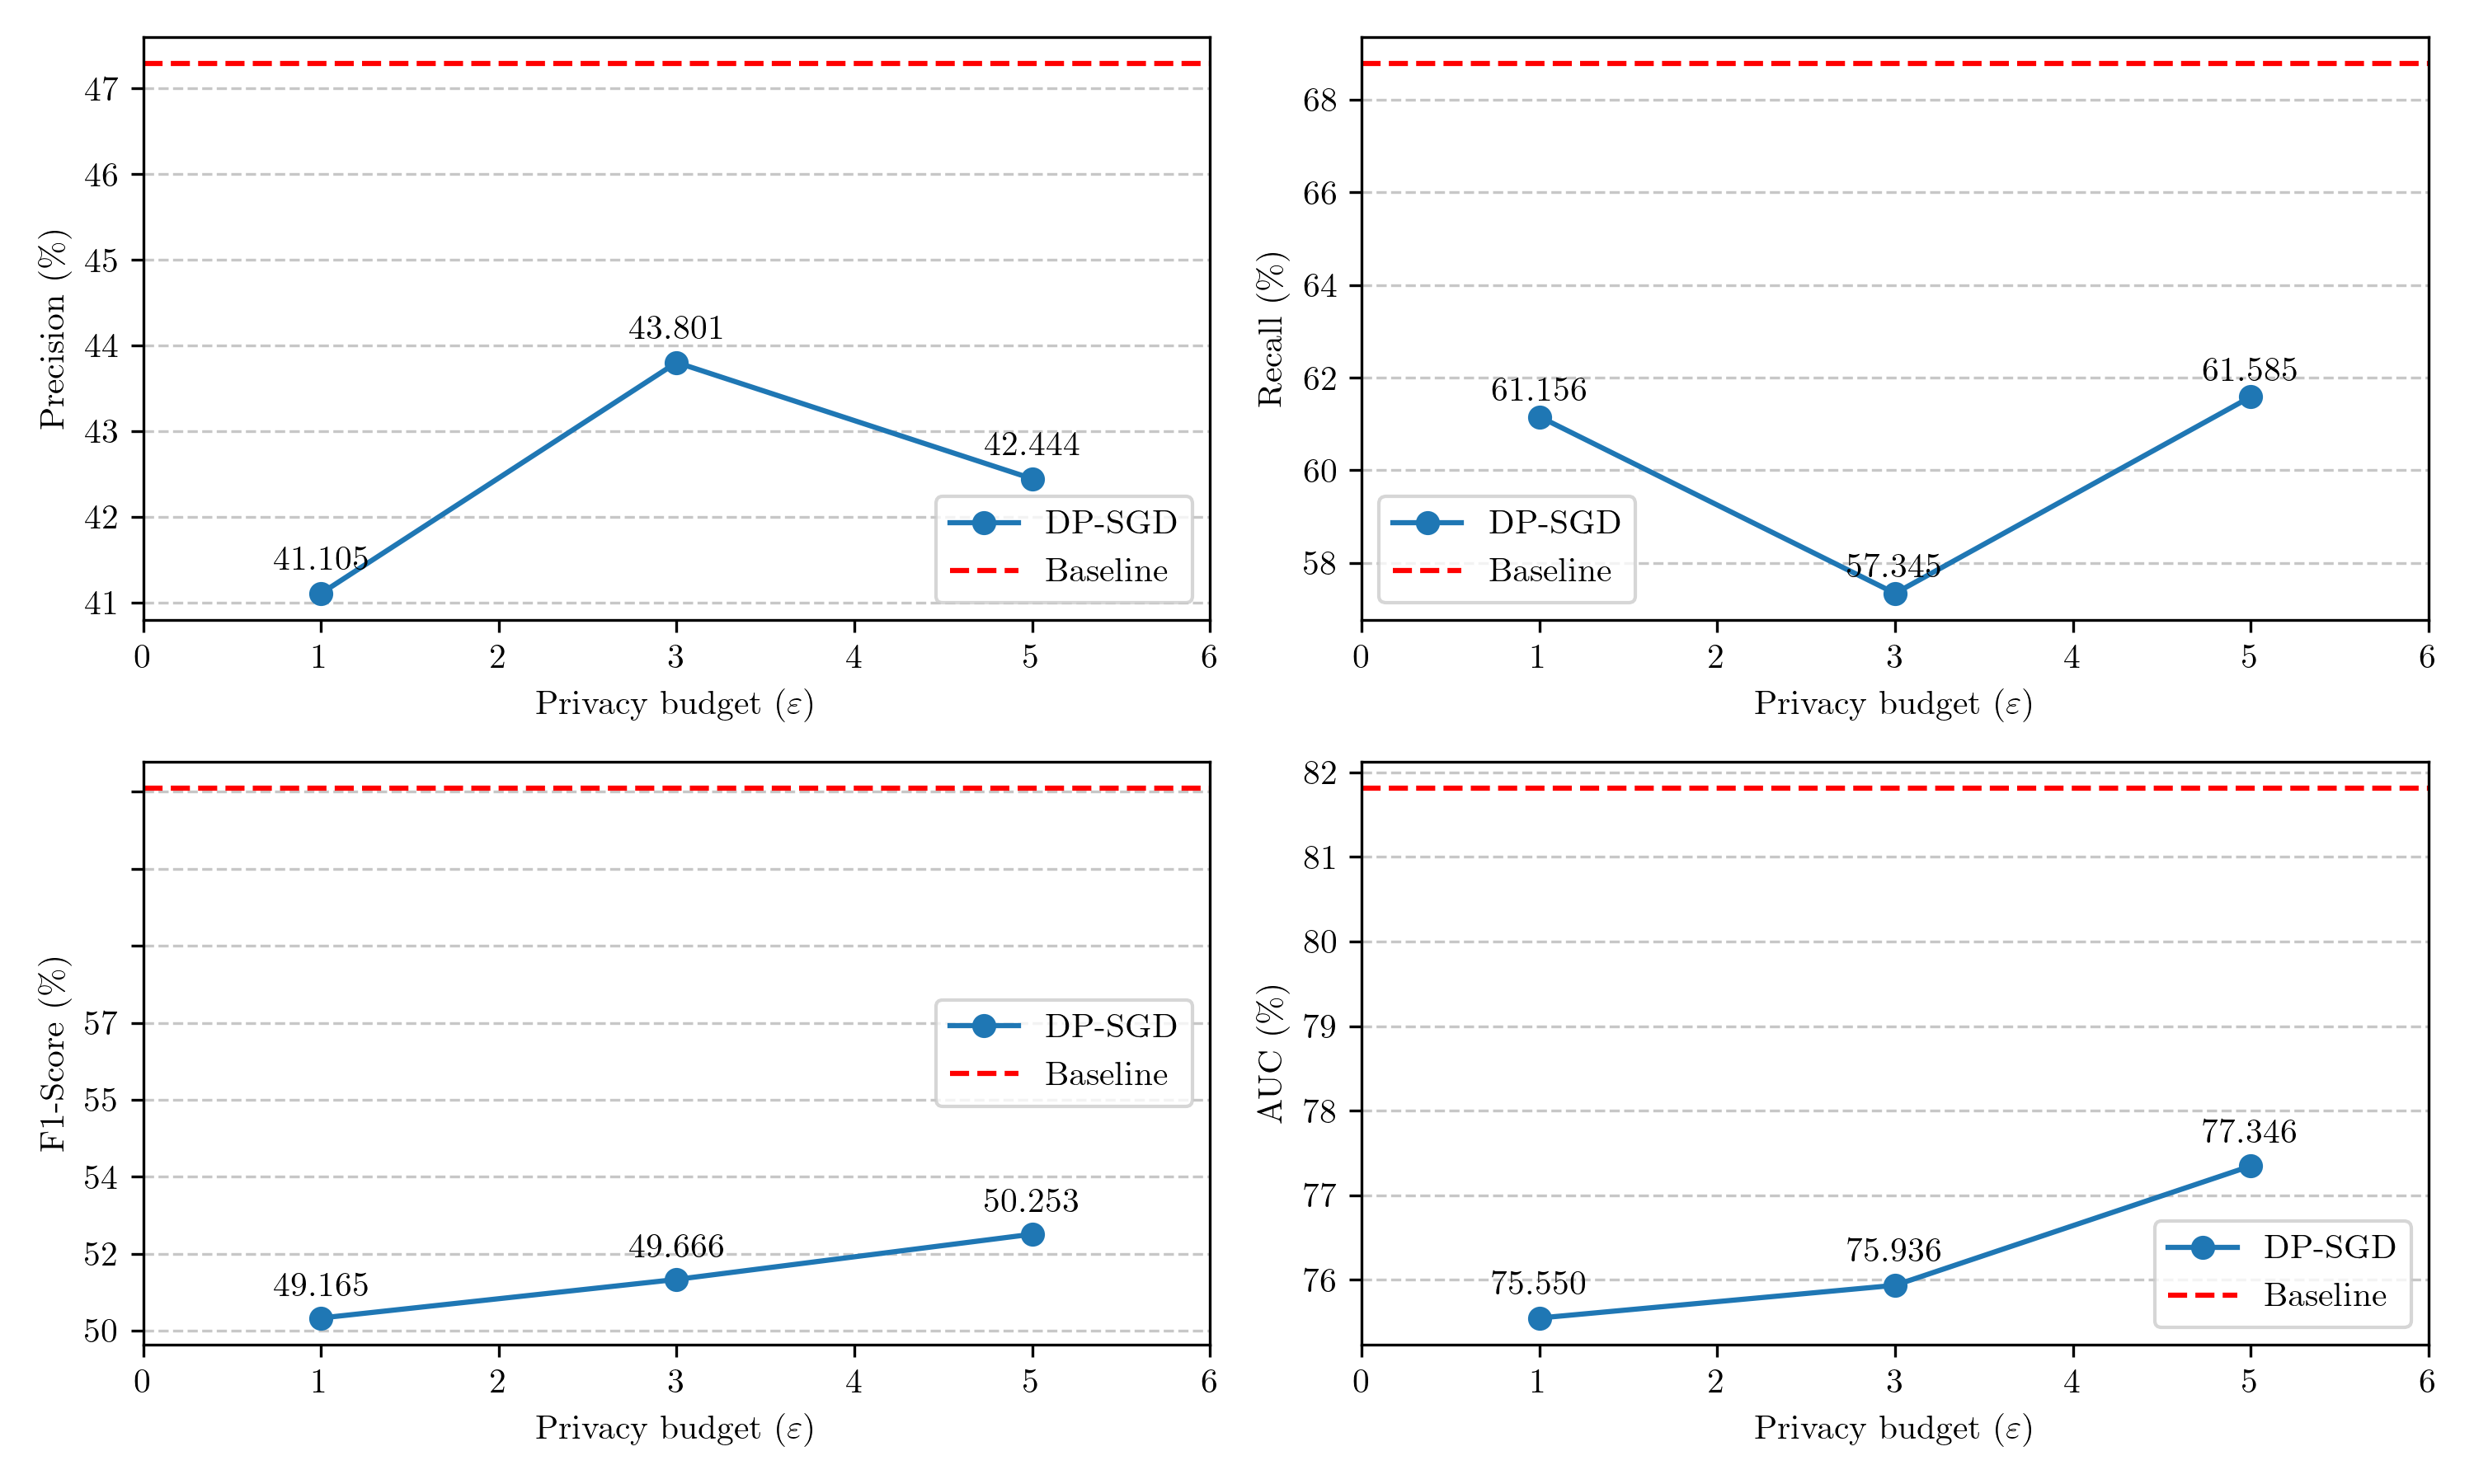 47
46
45
44
43
42
41
Precision (%)
43.801
42.444
41.105
DP-SGD
Baseline
0 1 2 3 4 5 6
Privacy budget (ε)
68
66
64
62
60
58
Recall (%)
61.156
61.585
57.345
DP-SGD
Baseline
0 1 2 3 4 5 6
Privacy budget (ε)
57
55
54
52
50
F1-Score (%)
50.253
49.666
49.165
DP-SGD
Baseline
0 1 2 3 4 5 6
Privacy budget (ε)
82
81
80
79
78
77
76
AUC (%)
77.346
75.936
75.550
DP-SGD
Baseline
0 1 2 3 4 5 6
Privacy budget (ε)